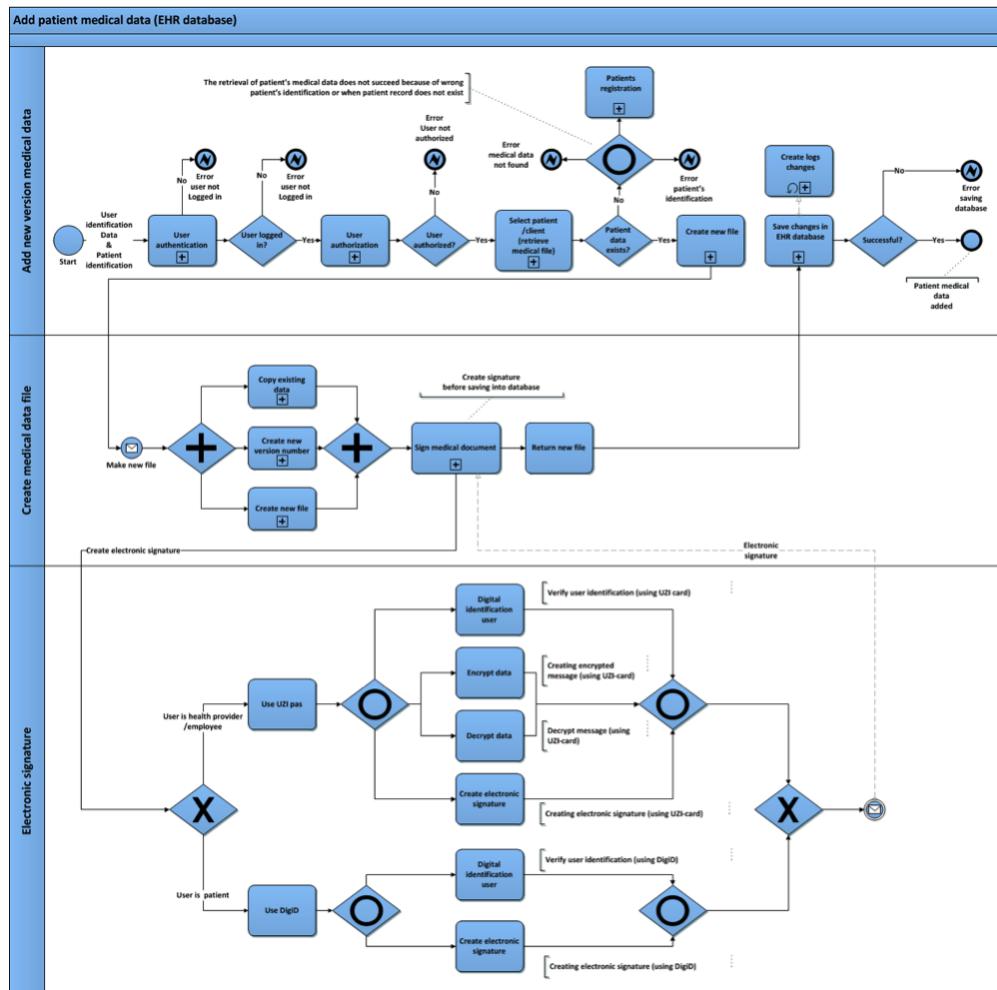 Add patient medical data (EHR database)
Add new version medical data
The retrieval of patient's medical data does not succeed because of wrong
patient's identification or when patient record does not exist
Patients
registration
Error
User not
authorized
Error
medical data
not found
Error
patient's
identification
Create logs
changes
No
Error
saving
database
No
Error
user not
Logged in
No
Error
user not
Logged in
No
No
User
identification
Data
&
Patient
identification
Start
User
authentication
User logged
in?
Yes
User
authorization
User
authorized?
Yes
Select patient
/client
(retrieve
medical file)
Patient
data
exists?
Yes
Create new file
Save changes in
EHR database
Successful?
Yes
Patient medical
data
added
Create medical data file
Make new file
Copy existing
data
Create new
version number
Create new file
Create signature
before saving into database
Sign medical document
Return new file
Create electronic signature
Electronic
signature
Electronic signature
User is health provider
/employee
Use UZI pas
Digital
identification
user
Verify user identification (using UZI card)
Encrypt data
Creating encrypted
message (using UZI-card)
Decrypt data
Decrypt message (using
UZI-card)
Create electronic
signature
Creating electronic signature (using UZI-card)
X
X
User is patient
Use DigiD
Digital
identification
user
Verify user identification (using DigiD)
Create electronic
signature
Creating electronic signature (using DigiD)